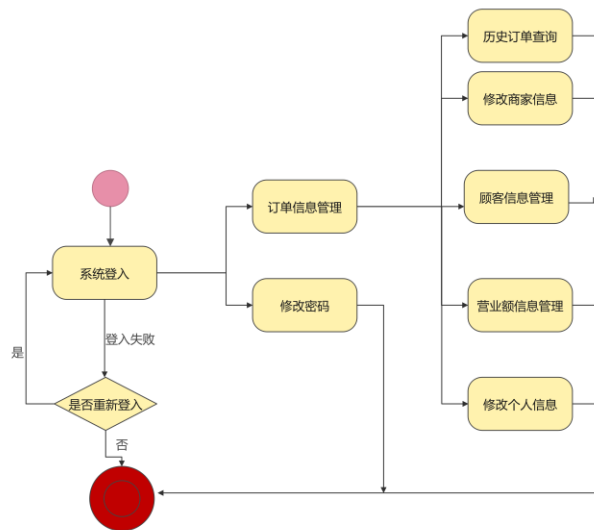 历史订单查询
修改商家信息
订单信息管理
顾客信息管理
系统登入
修改密码
营业额信息管理
登入失败
是
是否重新登入
修改个人信息
否